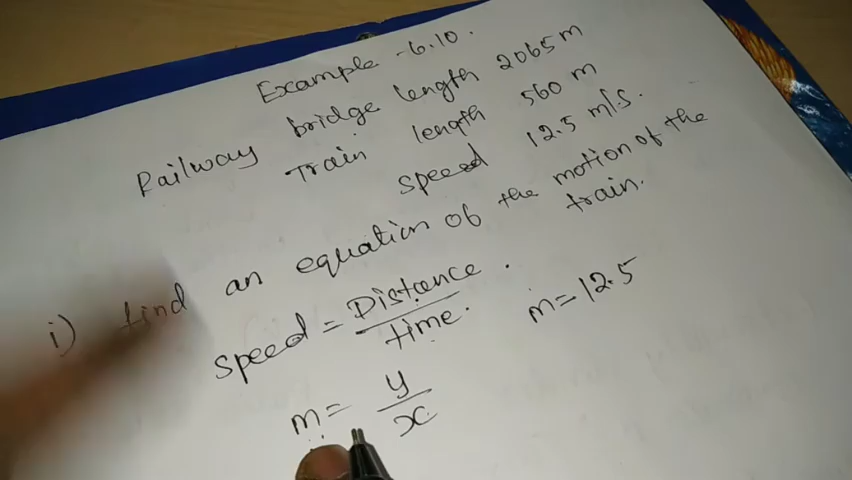 Example - 6.10.
Railway bridge length 2065 m
Train length 560 m
speed 12.5 m/s.
i) find an equation of the motion of the train.
speed = Distance / time.
m = 12.5
m = y / x